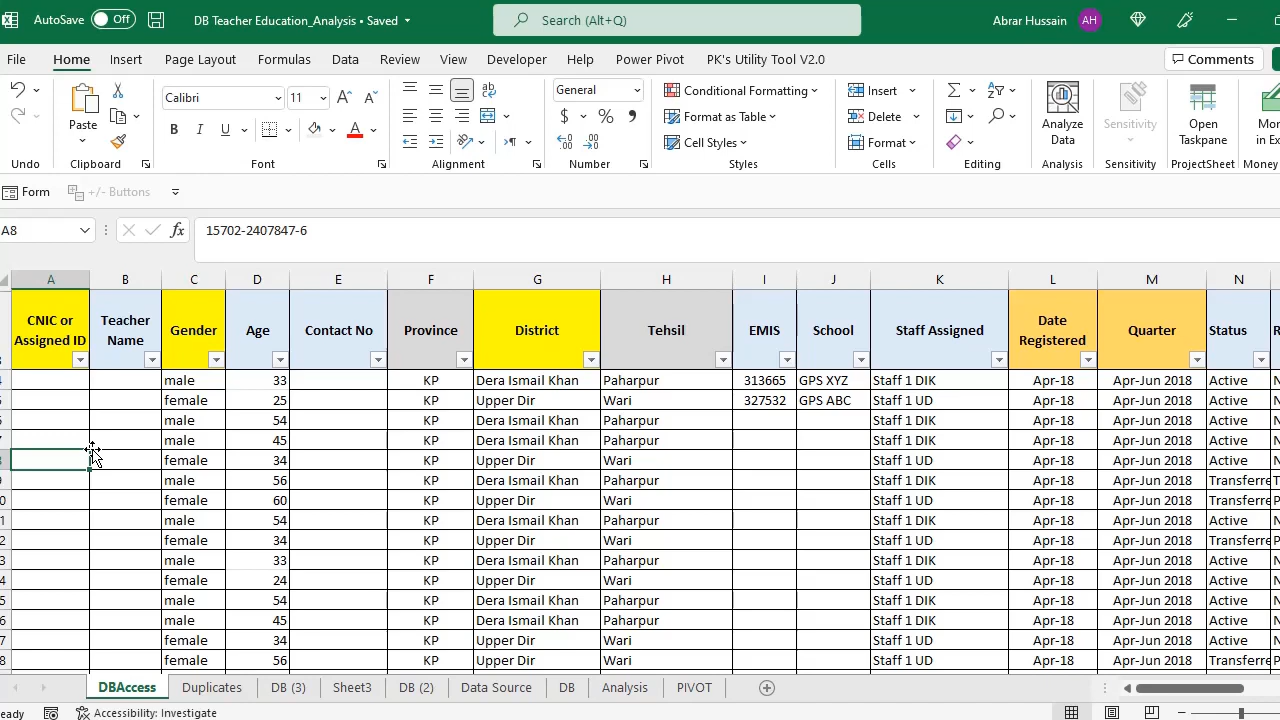 AutoSave Off DB Teacher Education_Analysis • Saved Search (Alt+Q) Abrar Hussain AH
File Home Insert Page Layout Formulas Data Review View Developer Help Power Pivot PK's Utility Tool V2.0 Comments
Calibri 11 General Conditional Formatting Insert
Paste $ % Format as Table Delete Analyze Data Sensitivity Open Taskpane
B I U A Cell Styles Format
Undo Clipboard Font Alignment Number Styles Cells Editing Analysis Sensitivity ProjectSheet Money
Form +/- Buttons
A8 fx 15702-2407847-6
A B C D E F G H I J K L M N
CNIC or Assigned ID Teacher Name Gender Age Contact No Province District Tehsil EMIS School Staff Assigned Date Registered Quarter Status
male 33 KP Dera Ismail Khan Paharpur 313665 GPS XYZ Staff 1 DIK Apr-18 Apr-Jun 2018 Active
female 25 KP Upper Dir Wari 327532 GPS ABC Staff 1 UD Apr-18 Apr-Jun 2018 Active
male 54 KP Dera Ismail Khan Paharpur Staff 1 DIK Apr-18 Apr-Jun 2018 Active
male 45 KP Dera Ismail Khan Paharpur Staff 1 DIK Apr-18 Apr-Jun 2018 Active
female 34 KP Upper Dir Wari Staff 1 UD Apr-18 Apr-Jun 2018 Active
male 56 KP Dera Ismail Khan Paharpur Staff 1 DIK Apr-18 Apr-Jun 2018 Transferre
female 60 KP Upper Dir Wari Staff 1 UD Apr-18 Apr-Jun 2018 Transferre
male 54 KP Dera Ismail Khan Paharpur Staff 1 DIK Apr-18 Apr-Jun 2018 Active
female 34 KP Upper Dir Wari Staff 1 UD Apr-18 Apr-Jun 2018 Transferre
male 33 KP Dera Ismail Khan Paharpur Staff 1 DIK Apr-18 Apr-Jun 2018 Active
female 24 KP Upper Dir Wari Staff 1 UD Apr-18 Apr-Jun 2018 Active
male 54 KP Dera Ismail Khan Paharpur Staff 1 DIK Apr-18 Apr-Jun 2018 Active
male 45 KP Dera Ismail Khan Paharpur Staff 1 DIK Apr-18 Apr-Jun 2018 Active
female 34 KP Upper Dir Wari Staff 1 UD Apr-18 Apr-Jun 2018 Active
female 56 KP Upper Dir Wari Staff 1 UD Apr-18 Apr-Jun 2018 Transferre
DBAccess Duplicates DB (3) Sheet3 DB (2) Data Source DB Analysis PIVOT
eady Accessibility: Investigate